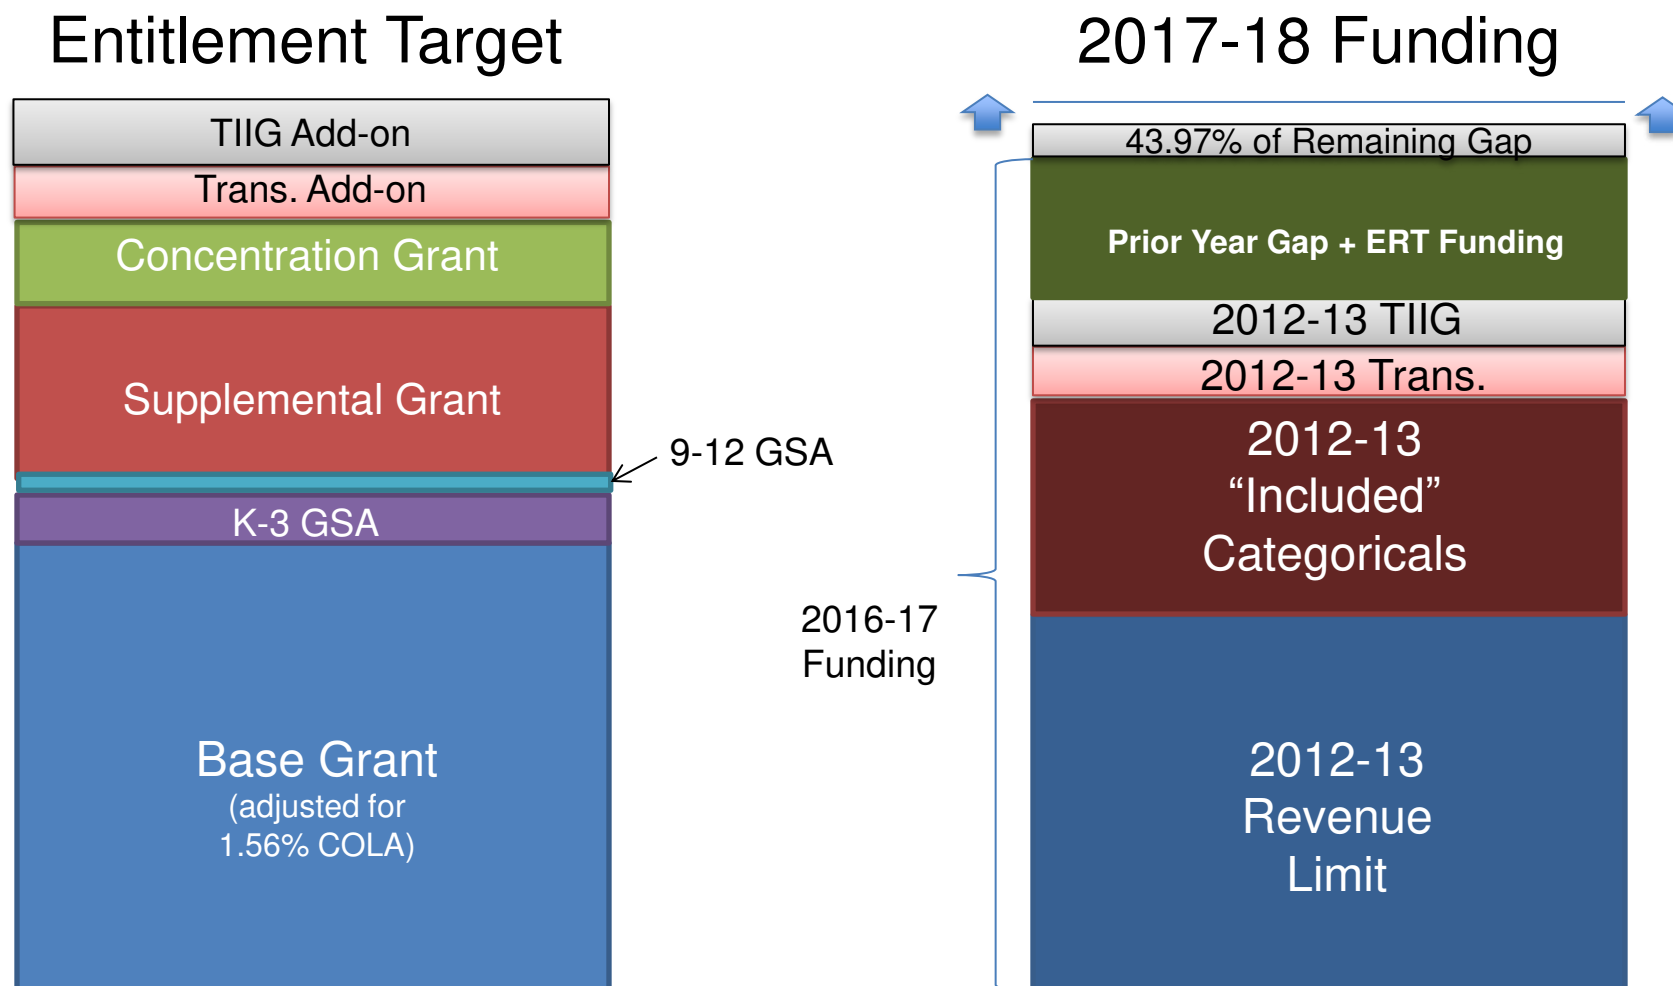 Entitlement Target
TIIG Add-on
Trans. Add-on
Concentration Grant
Supplemental Grant
9-12 GSA
K-3 GSA
Base Grant
(adjusted for
1.56% COLA)
2017-18 Funding
43.97% of Remaining Gap
Prior Year Gap + ERT Funding
2012-13 TIIG
2012-13 Trans.
2012-13
“Included”
Categoricals
2016-17
Funding
2012-13
Revenue
Limit